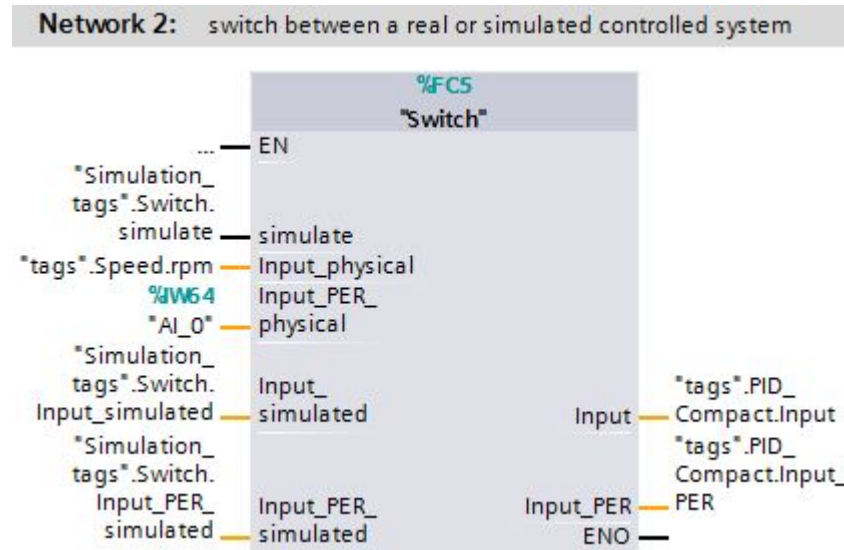 Network 2: switch between a real or simulated controlled system
%FC5
"Switch"
... EN
"Simulation_
tags".Switch.
simulate simulate
"tags".Speed.rpm Input_physical
%IW64 Input_PER_
"AI_0" physical
"Simulation_
tags".Switch. Input_ "tags".PID_
Input_simulated simulated Input Compact.Input
"Simulation_ "tags".PID_
tags".Switch. Compact.Input_
Input_PER_ Input_PER_ Input_PER PER
simulated simulated ENO